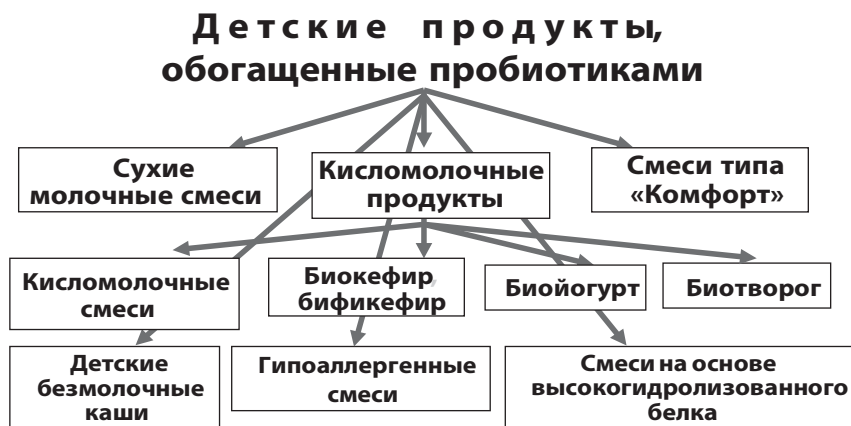 Детские продукты,
обогащенные пробиотиками
Сухие
молочные смеси
Кисломолочные
продукты
Смеси типа
«Комфорт»
Кисломолочные
смеси
Биокефир,
бификефир
Биойогурт
Биотворог
Детские
безмолочные
каши
Гипоаллергенные
смеси
Смеси на основе
высокогидролизованного
белка